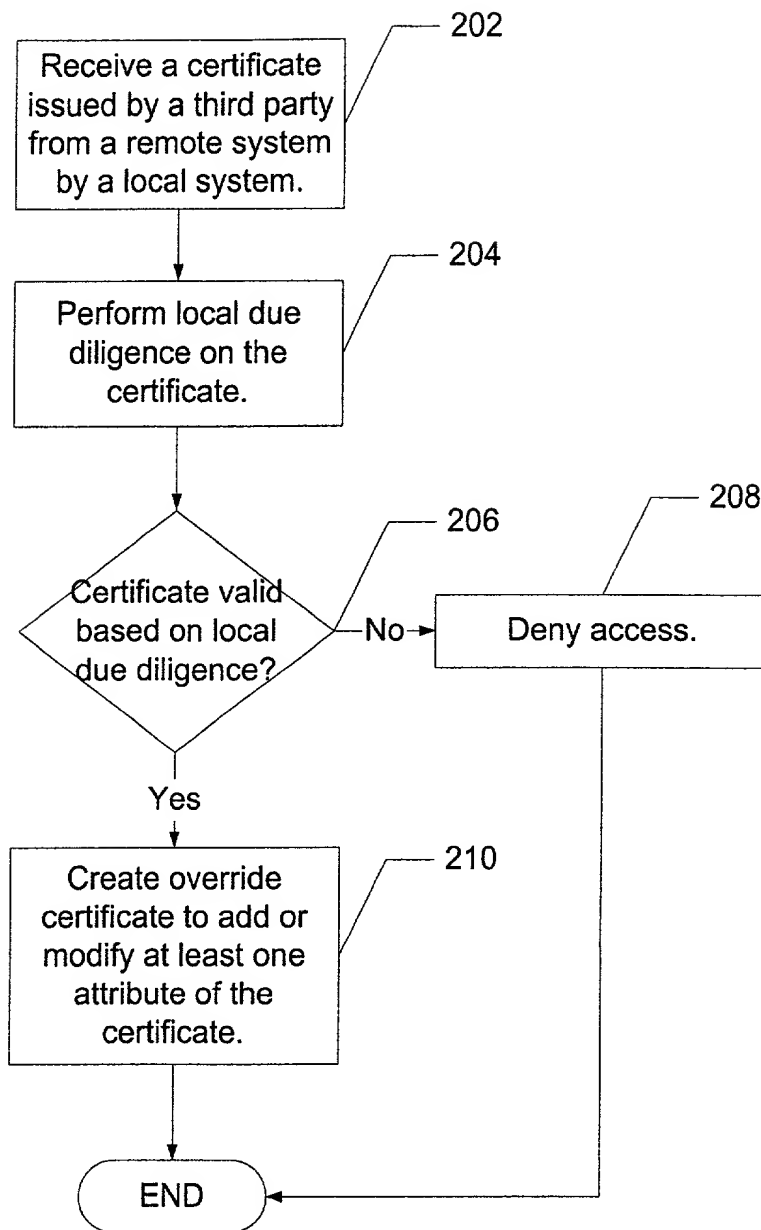 202
Receive a certificate
issued by a third party
from a remote system
by a local system.
204
Perform local due
diligence on the
certificate.
206
208
Certificate valid
based on local
due diligence?
No
Deny access.
Yes
210
Create override
certificate to add or
modify at least one
attribute of the
certificate.
END